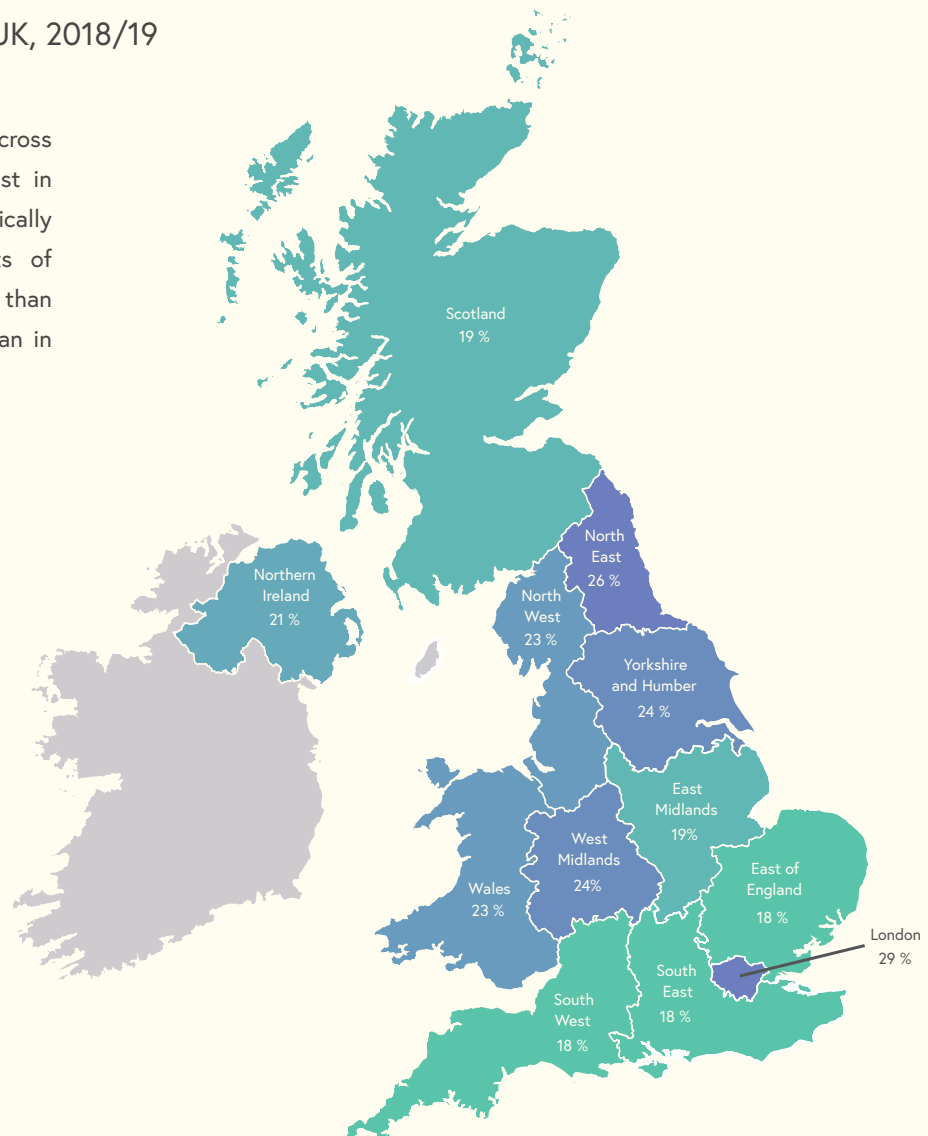 UK, 2018/19
cross
st in
ically
ts of
than
an in
Scotland
19 %
North
East
26 %
Northern
Ireland
21 %
North
West
23 %
Yorkshire
and Humber
24 %
East
Midlands
19%
West
Midlands
24%
Wales
23 %
East of
England
18 %
London
29 %
South
East
18 %
South
West
18 %